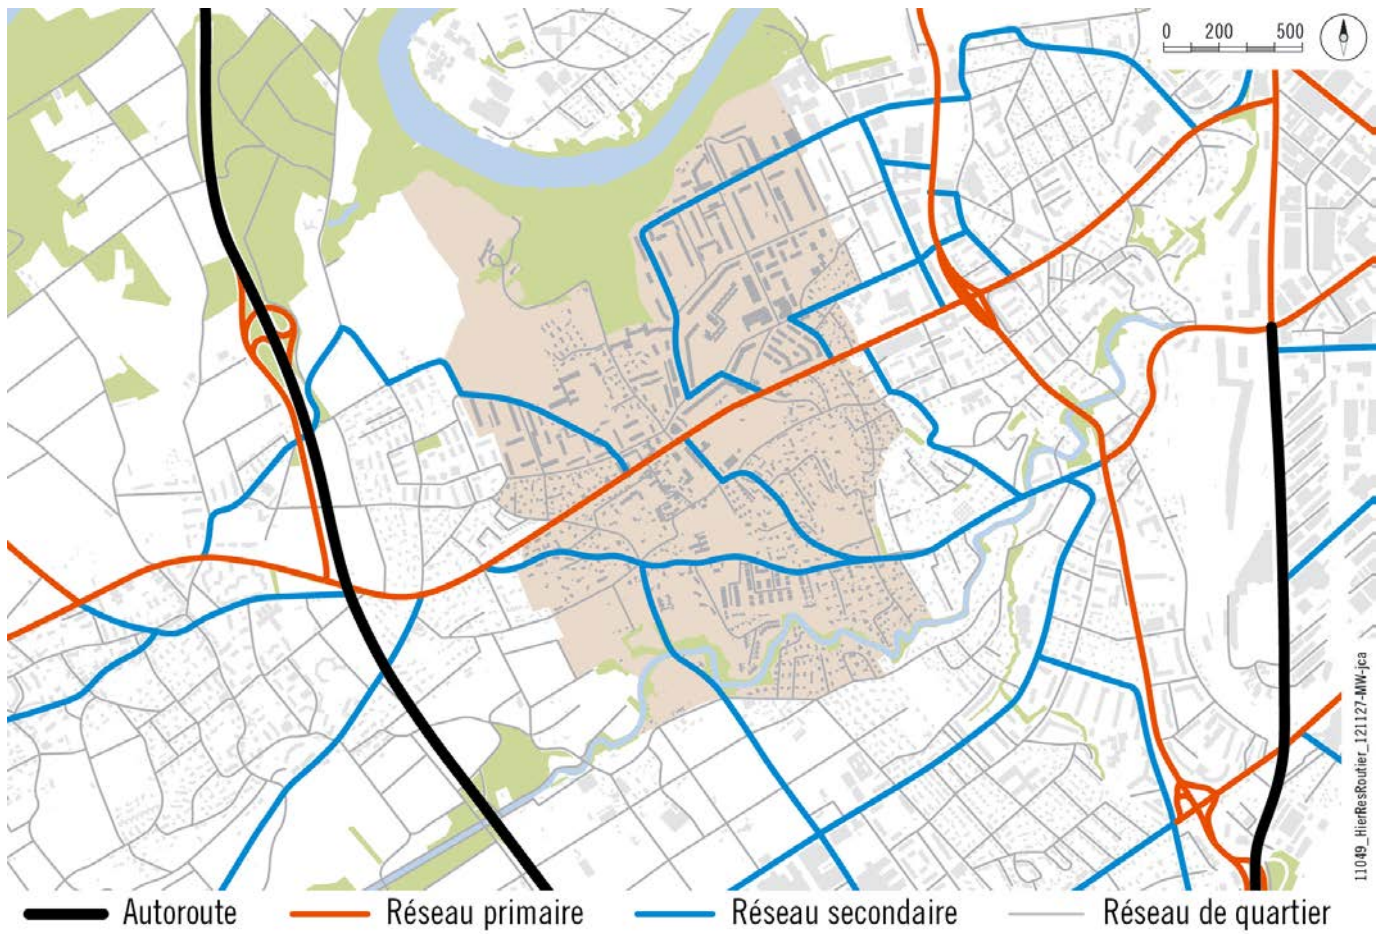 0 200 500
11049_HierResRoutier_121127-MW-jca
Autoroute Réseau primaire Réseau secondaire Réseau de quartier